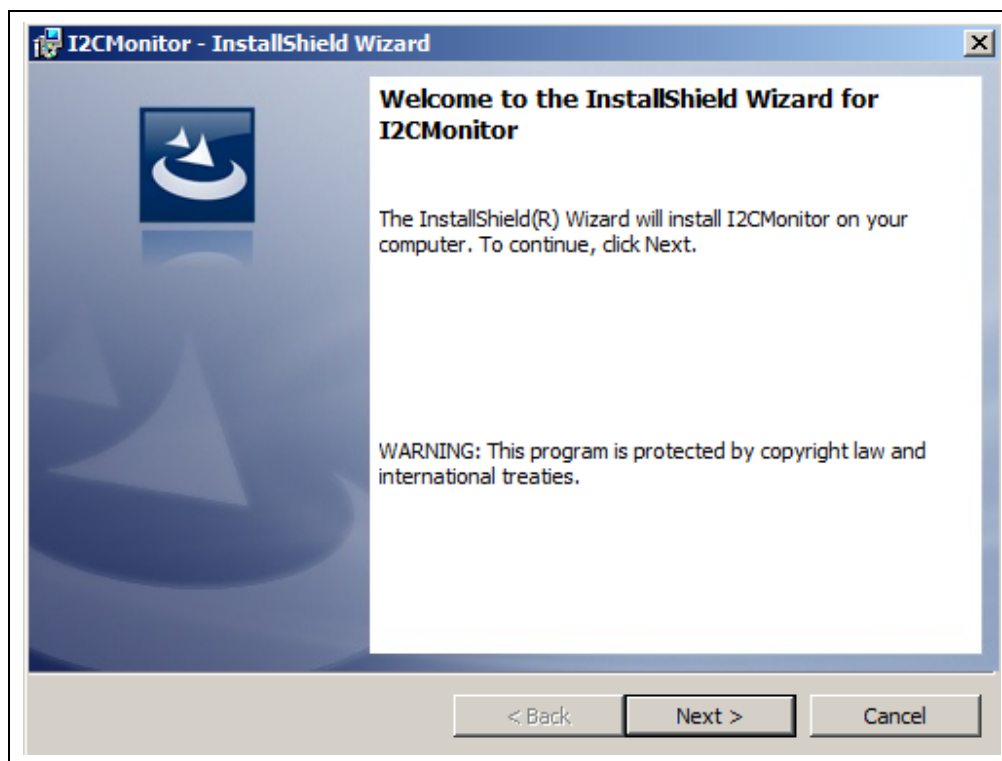 I2CMonitor - InstallShield Wizard
Welcome to the InstallShield Wizard for
I2CMonitor
The InstallShield(R) Wizard will install I2CMonitor on your
computer. To continue, click Next.
WARNING: This program is protected by copyright law and
international treaties.
< Back
Next >
Cancel